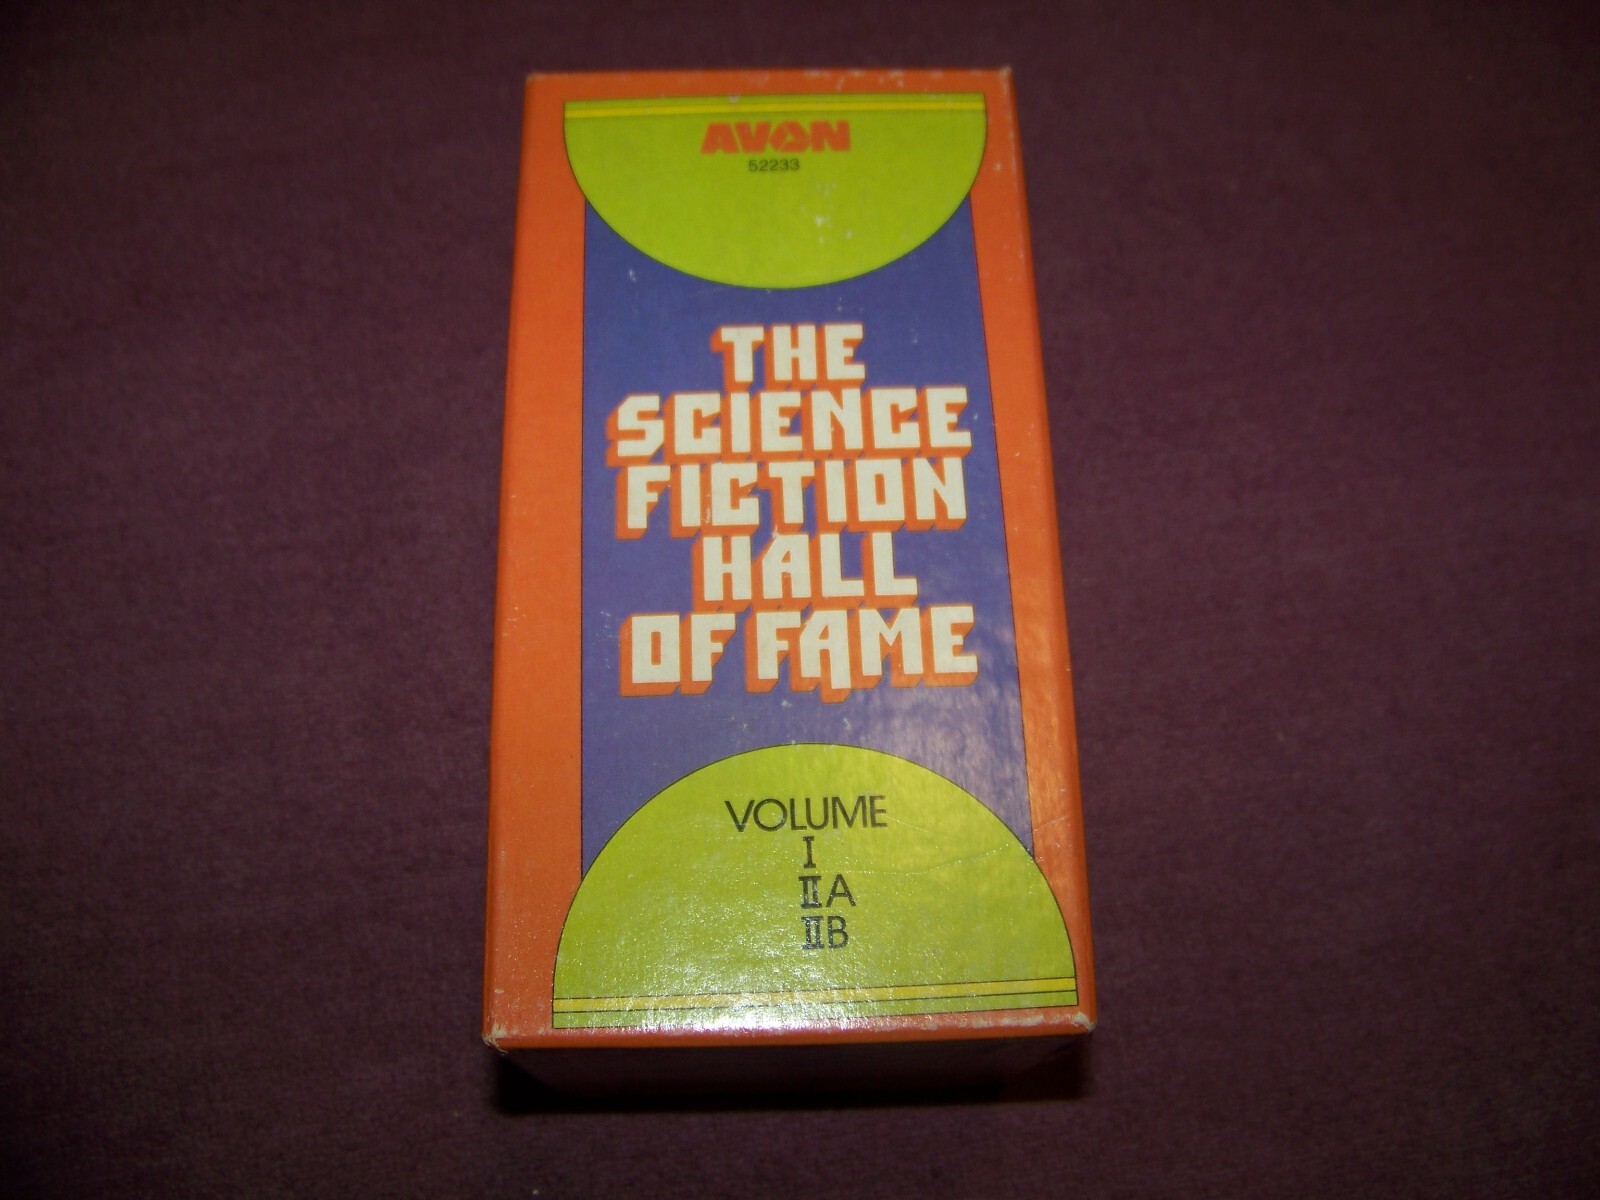 AVON
52233
THE
SCIENCE
FICTION
HALL
OF FAME
VOLUME
I
IIA
IIB